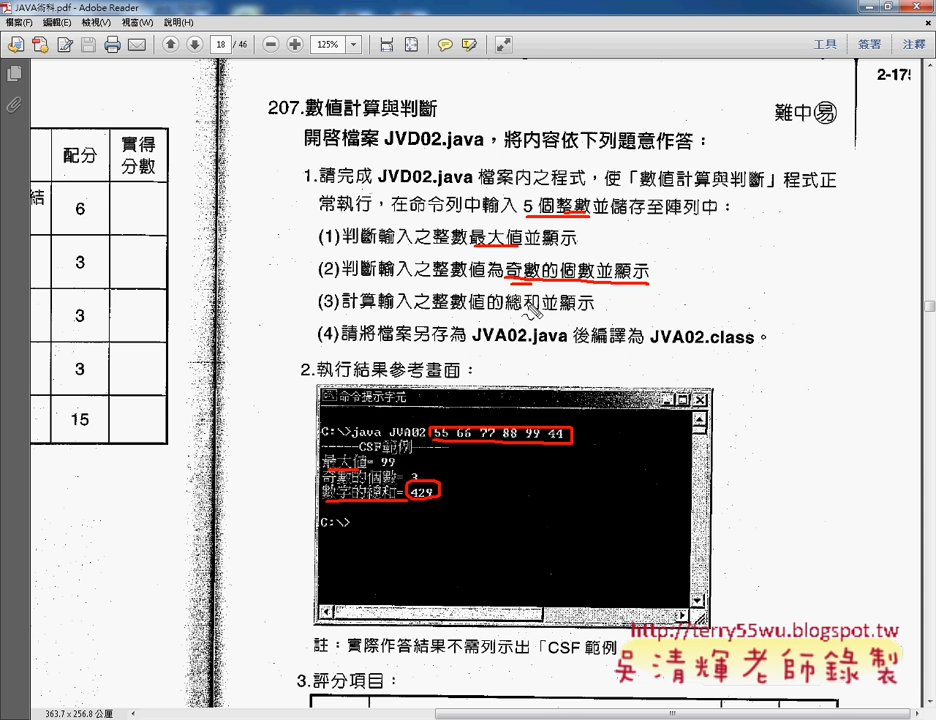 JAVA術科.pdf - Adobe Reader
檔案(F) 編輯(E) 檢視(V) 視窗(W) 說明(H)
18 / 46 125% 工具 簽署 註釋
2-175
207.數值計算與判斷
難中易
開啓檔案 JVD02.java，將內容依下列題意作答：
1.請完成 JVD02.java 檔案內之程式，使「數值計算與判斷」程式正
常執行，在命令列中輸入 5 個整數並儲存至陣列中：
(1)判斷輸入之整數最大值並顯示
(2)判斷輸入之整數值為奇數的個數並顯示
(3)計算輸入之整數值的總和並顯示
(4)請將檔案另存為 JVA02.java 後編譯為 JVA02.class。
2.執行結果參考畫面：
命令提示字元
C:\>java JVA02 55 66 77 88 99 44
-----CSF範例-----
最大值= 99
奇數的個數= 3
數字的總和= 429
C:\>
註：實際作答結果不需列示出「CSF 範例
3.評分項目：
配分 實得
分數
結 6
3
3
3
15
http://terry55wu.blogspot.tw
吳清輝老師錄製
363.7 x 256.8 公釐